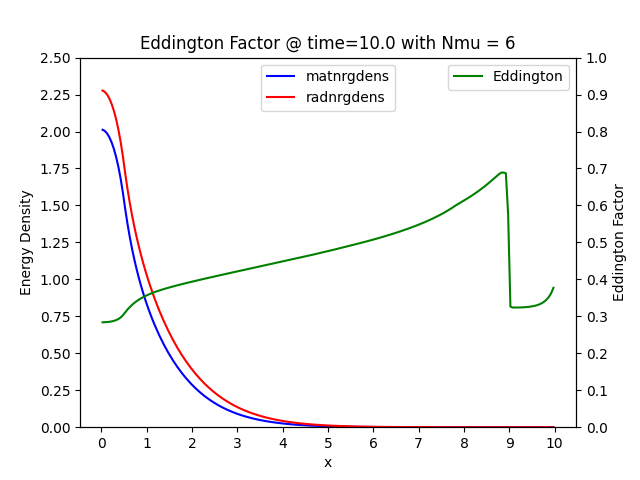 Eddington Factor @ time=10.0 with Nmu = 6
matnrgdens
radnrgdens
Eddington
Energy Density
2.50
2.25
2.00
1.75
1.50
1.25
1.00
0.75
0.50
0.25
0.00
1.0
0.9
0.8
0.7
0.6
0.5
0.4
0.3
0.2
0.1
0.0
Eddington Factor
0 1 2 3 4 5 6 7 8 9 10
x